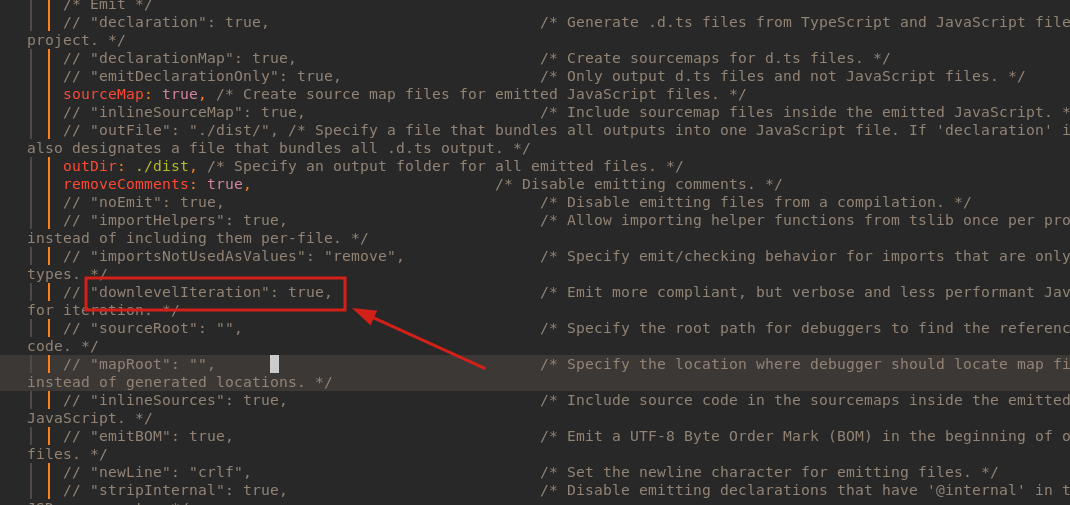 /* Emit */
// "declaration": true, /* Generate .d.ts files from TypeScript and JavaScript file
project. */
// "declarationMap": true, /* Create sourcemaps for d.ts files. */
// "emitDeclarationOnly": true, /* Only output d.ts files and not JavaScript files. */
sourceMap: true, /* Create source map files for emitted JavaScript files. */
// "inlineSourceMap": true, /* Include sourcemap files inside the emitted JavaScript. *
// "outFile": "./dist/", /* Specify a file that bundles all outputs into one JavaScript file. If 'declaration' i
also designates a file that bundles all .d.ts output. */
outDir: ./dist, /* Specify an output folder for all emitted files. */
removeComments: true, /* Disable emitting comments. */
// "noEmit": true, /* Disable emitting files from a compilation. */
// "importHelpers": true, /* Allow importing helper functions from tslib once per pro
instead of including them per-file. */
// "importsNotUsedAsValues": "remove", /* Specify emit/checking behavior for imports that are only
types. */
// "downlevelIteration": true, /* Emit more compliant, but verbose and less performant Jav
for iteration. */
// "sourceRoot": "", /* Specify the root path for debuggers to find the referenc
code. */
// "mapRoot": "", /* Specify the location where debugger should locate map fi
instead of generated locations. */
// "inlineSources": true, /* Include source code in the sourcemaps inside the emitted
JavaScript. */
// "emitBOM": true, /* Emit a UTF-8 Byte Order Mark (BOM) in the beginning of o
files. */
// "newLine": "crlf", /* Set the newline character for emitting files. */
// "stripInternal": true, /* Disable emitting declarations that have '@internal' in t